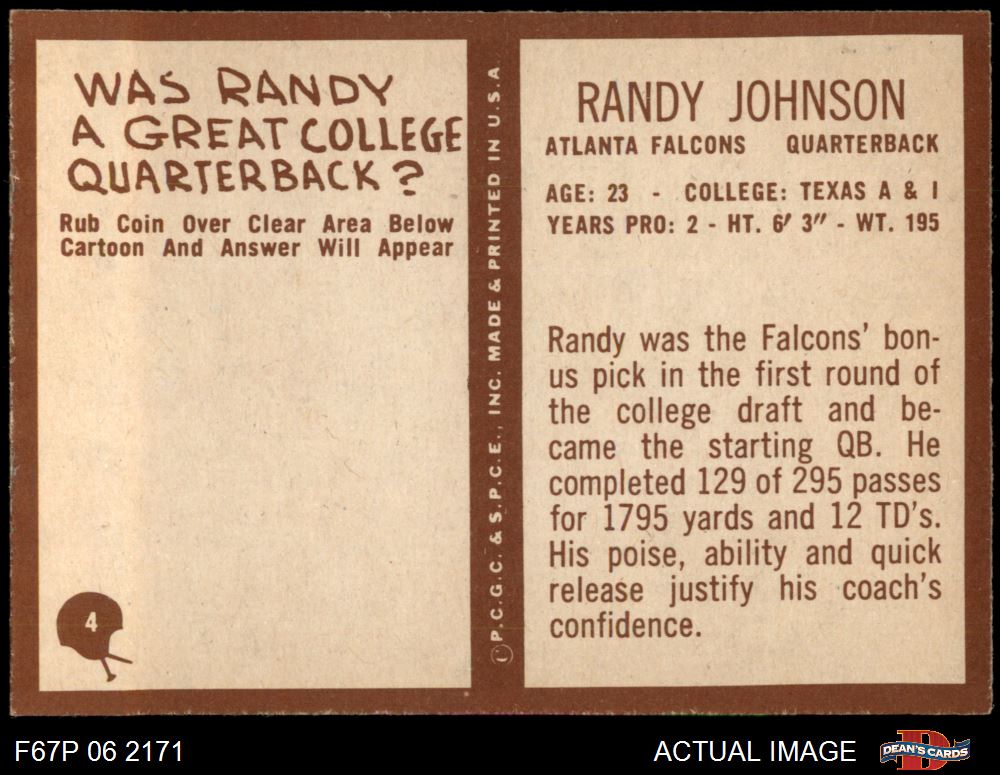 WAS RANDY
A GREAT COLLEGE
QUARTERBACK?
Rub Coin Over Clear Area Below
Cartoon And Answer Will Appear
4
P.C.G.C. & S.P.C.E., INC. MADE & PRINTED IN U.S.A
RANDY JOHNSON
ATLANTA FALCONS QUARTERBACK
AGE: 23 - COLLEGE: TEXAS A & I
YEARS PRO: 2 - HT. 6' 3" - WT. 195
Randy was the Falcons' bon-
us pick in the first round of
the college draft and be-
came the starting QB. He
completed 129 of 295 passes
for 1795 yards and 12 TD's.
His poise, ability and quick
release justify his coach's
confidence.
F67P 06 2171
ACTUAL IMAGE
DEAN'S CARDS